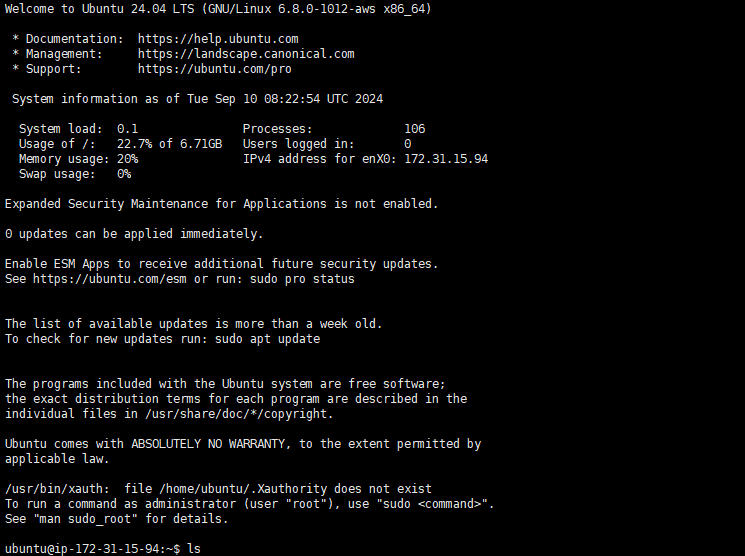 Welcome to Ubuntu 24.04 LTS (GNU/Linux 6.8.0-1012-aws x86_64)
* Documentation:  https://help.ubuntu.com
* Management:     https://landscape.canonical.com
* Support:        https://ubuntu.com/pro
System information as of Tue Sep 10 08:22:54 UTC 2024
System load:  0.1               Processes:             106
Usage of /:   22.7% of 6.71GB   Users logged in:       0
Memory usage: 20%               IPv4 address for enX0: 172.31.15.94
Swap usage:   0%
Expanded Security Maintenance for Applications is not enabled.
0 updates can be applied immediately.
Enable ESM Apps to receive additional future security updates.
See https://ubuntu.com/esm or run: sudo pro status
The list of available updates is more than a week old.
To check for new updates run: sudo apt update
The programs included with the Ubuntu system are free software;
the exact distribution terms for each program are described in the
individual files in /usr/share/doc/*/copyright.
Ubuntu comes with ABSOLUTELY NO WARRANTY, to the extent permitted by
applicable law.
/usr/bin/xauth:  file /home/ubuntu/.Xauthority does not exist
To run a command as administrator (user "root"), use "sudo <command>".
See "man sudo_root" for details.
ubuntu@ip-172-31-15-94:~$ ls